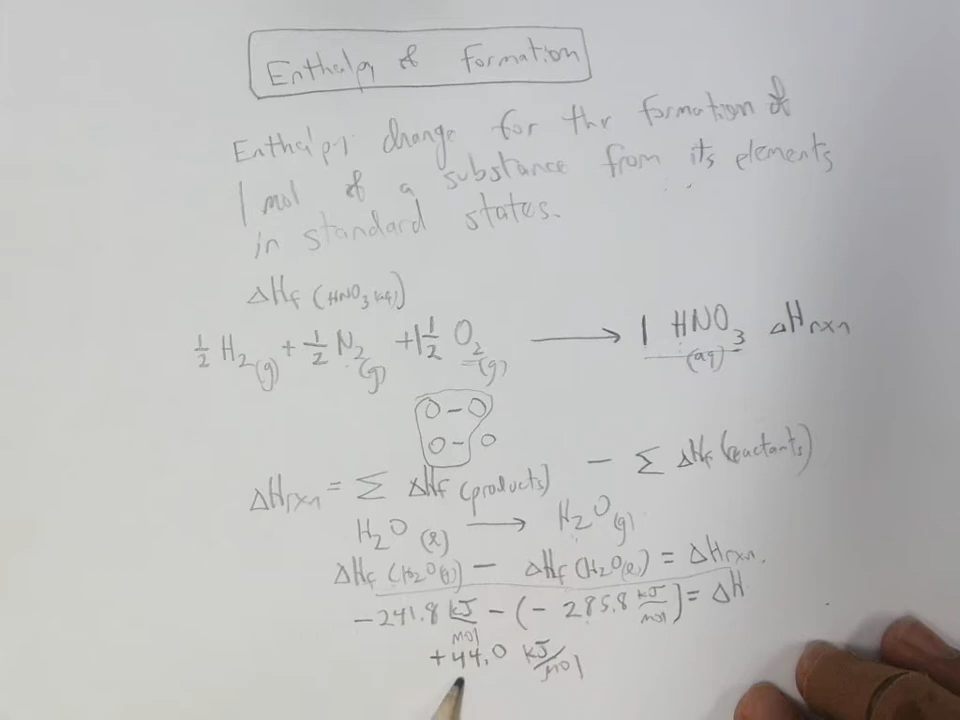 Enthalpy of formation
Enthalpy change for the formation of
1 mol of a substance from its elements
in standard states.
ΔHf (HNO3 (aq))
1/2 H2(g) + 1/2 N2(g) + 1 1/2 O2(g) → 1 HNO3(aq) ΔHrxn
O - O
O - O
ΔHrxn = Σ ΔHf (products) - Σ ΔHf (reactants)
H2O (l) → H2O (g)
ΔHf (H2O(g)) - ΔHf (H2O(l)) = ΔHrxn.
-241.8 kJ/mol - (- 285.8 kJ/mol) = ΔH
+44.0 kJ/mol